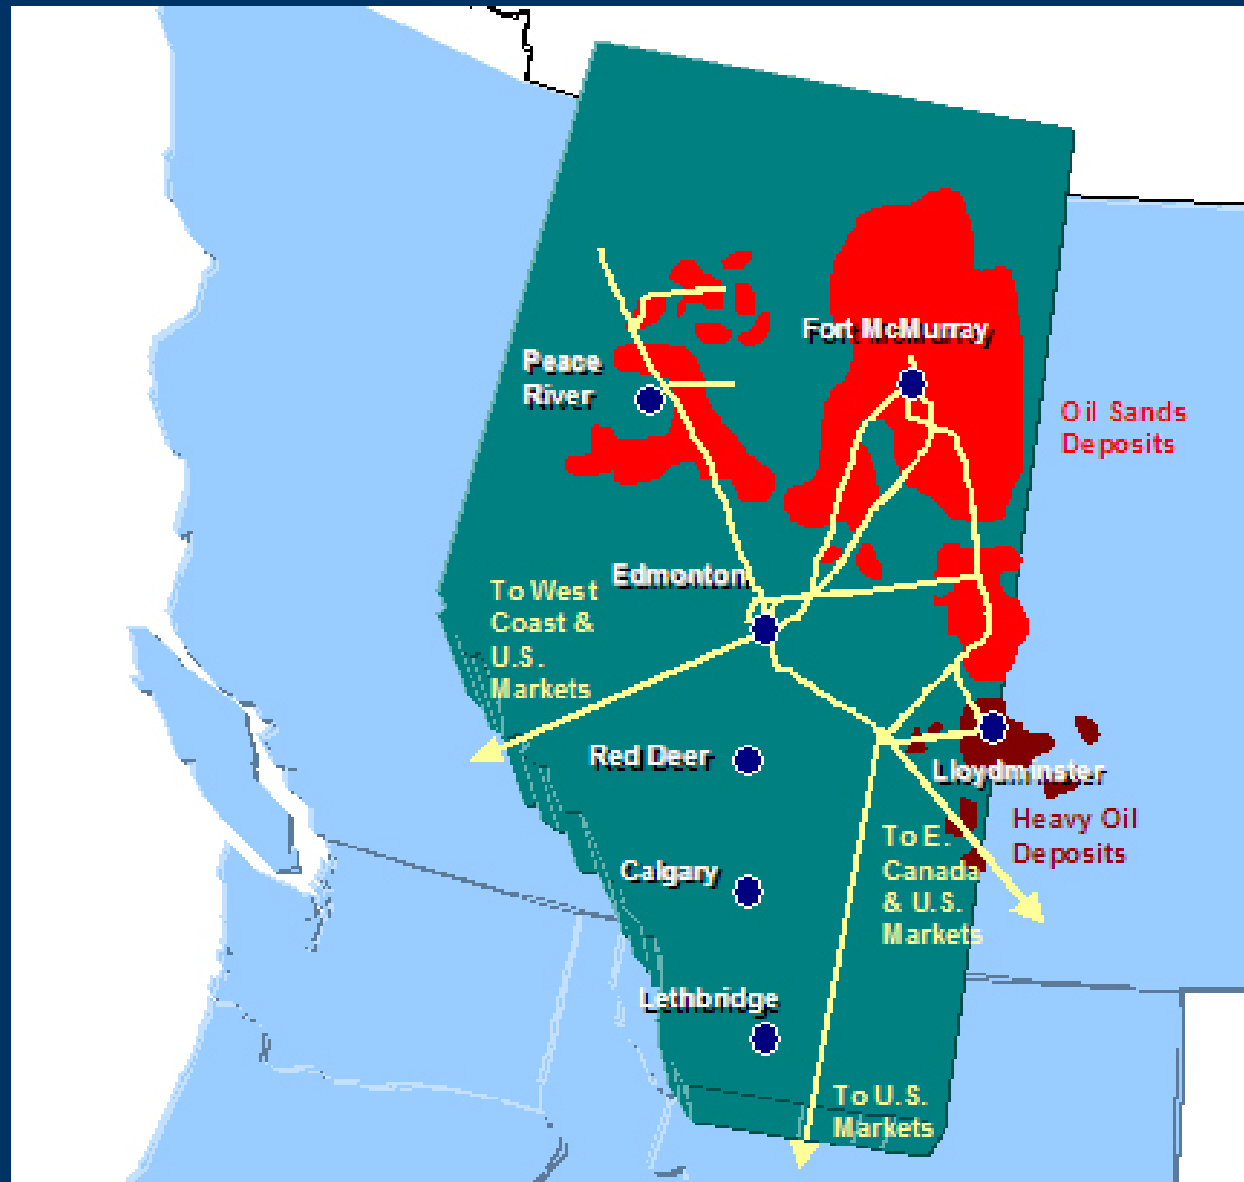 Fort McMurray
Peace
River
Oil Sands
Deposits
Edmonton
To West
Coast &
U.S.
Markets
Red Deer
Lloydminster
Heavy Oil
Deposits
To E.
Canada
& U.S.
Markets
Calgary
Lethbridge
To U.S.
Markets